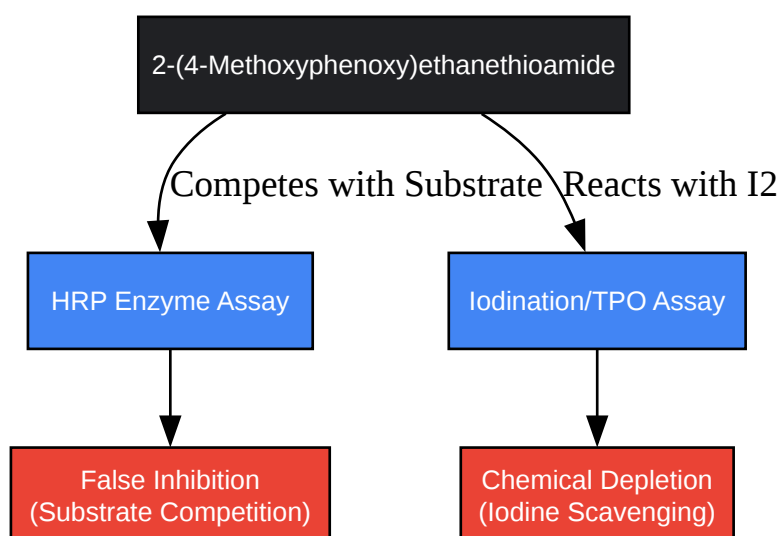 2-(4-Methoxyphenoxy)ethanethioamide
Competes with Substrate
Reacts with I2
HRP Enzyme Assay
Iodination/TPO Assay
False Inhibition
(Substrate Competition)
Chemical Depletion
(Iodine Scavenging)